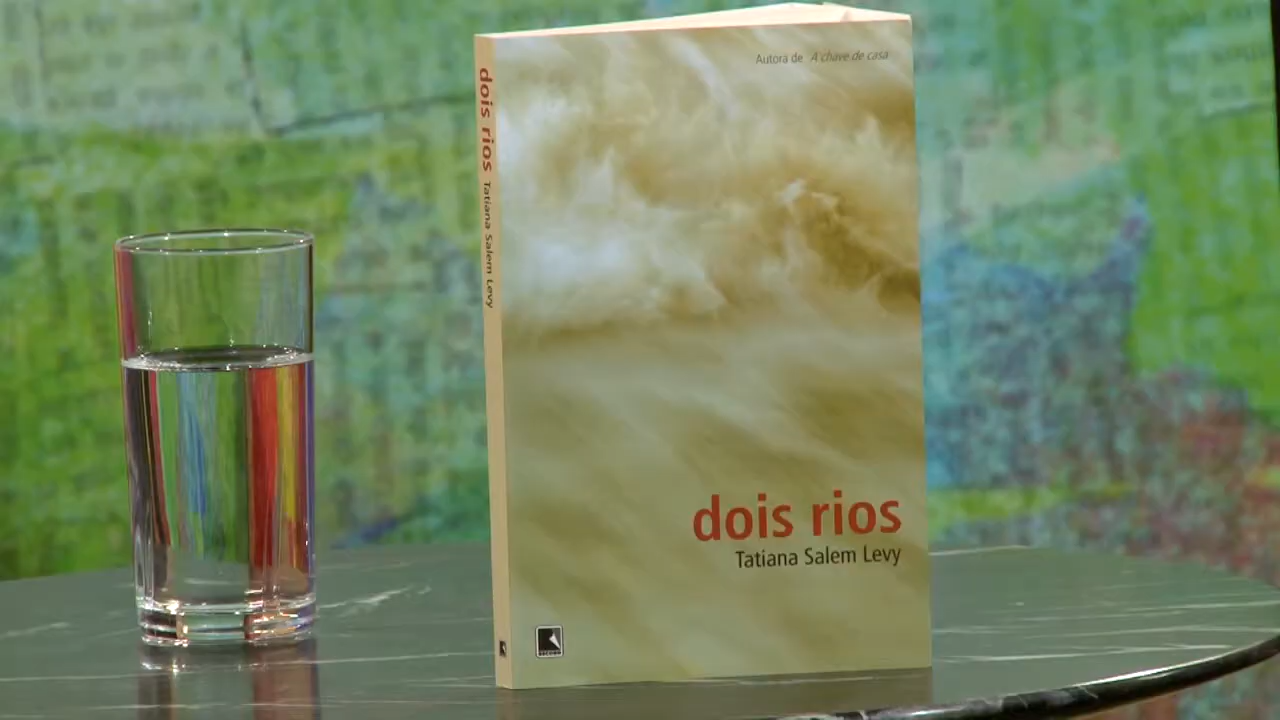 Autora de A chave de casa
dois rios
Tatiana Salem Levy
dois rios Tatiana Salem Levy